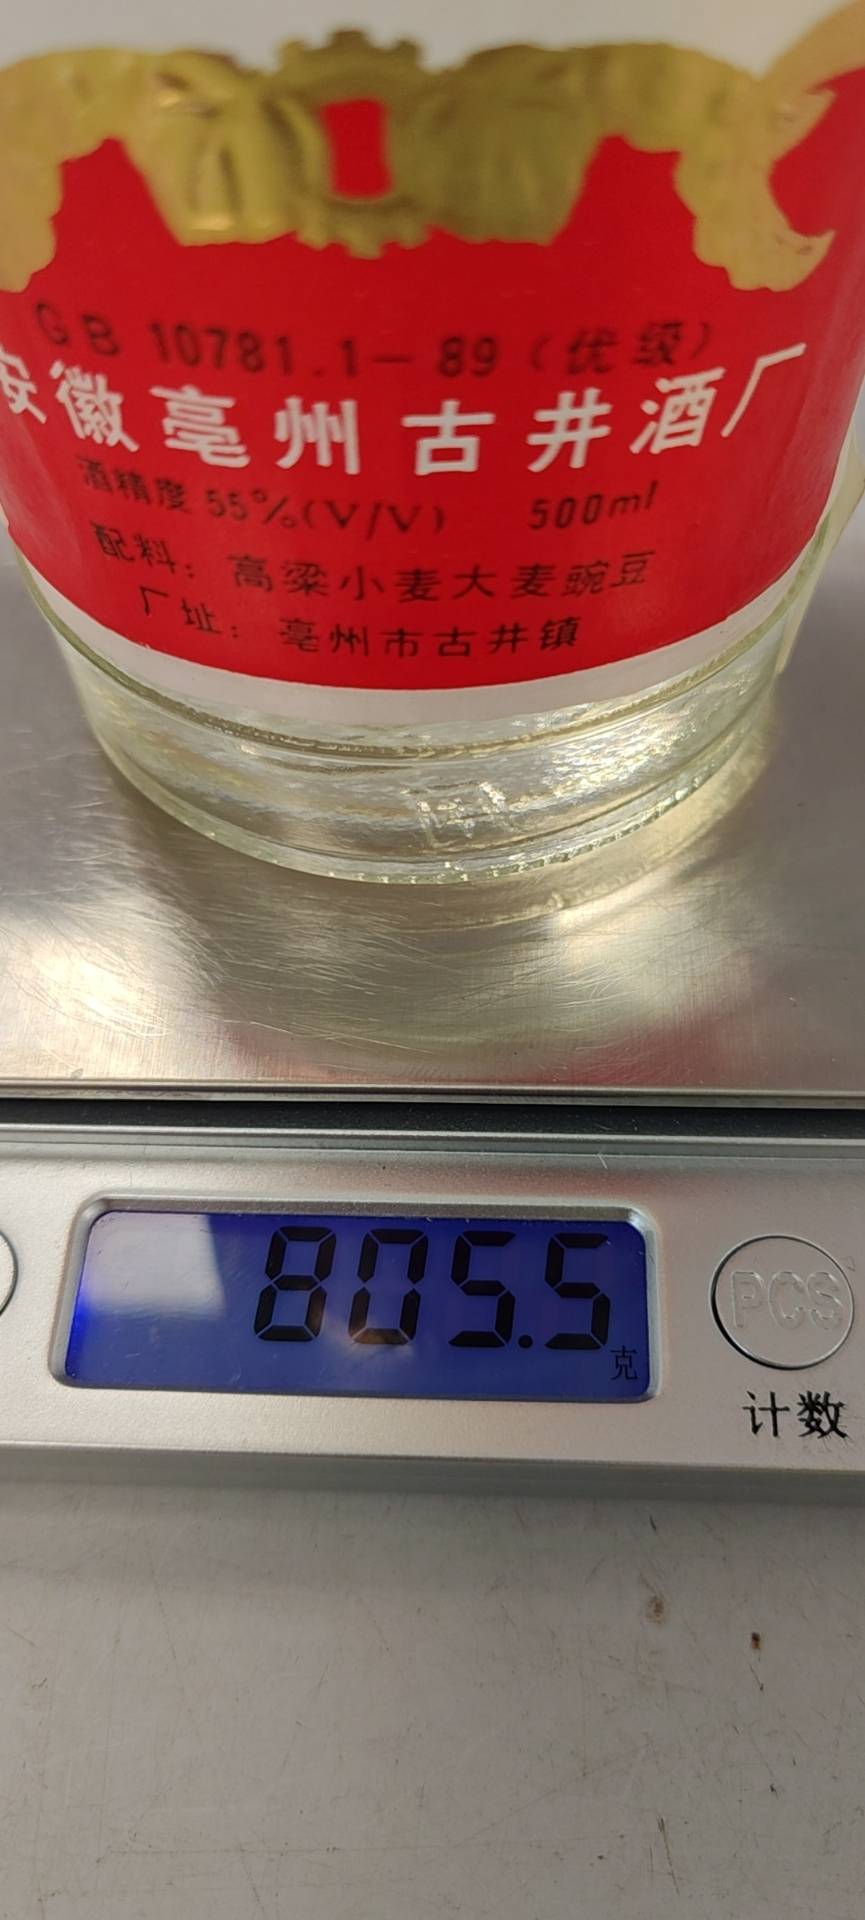 GB 10781.1—89（优级）
安徽亳州古井酒厂
酒精度 55%(V/V) 500ml
配料：高粱小麦大麦豌豆
厂址：亳州市古井镇
805.5
克
PCS
计数